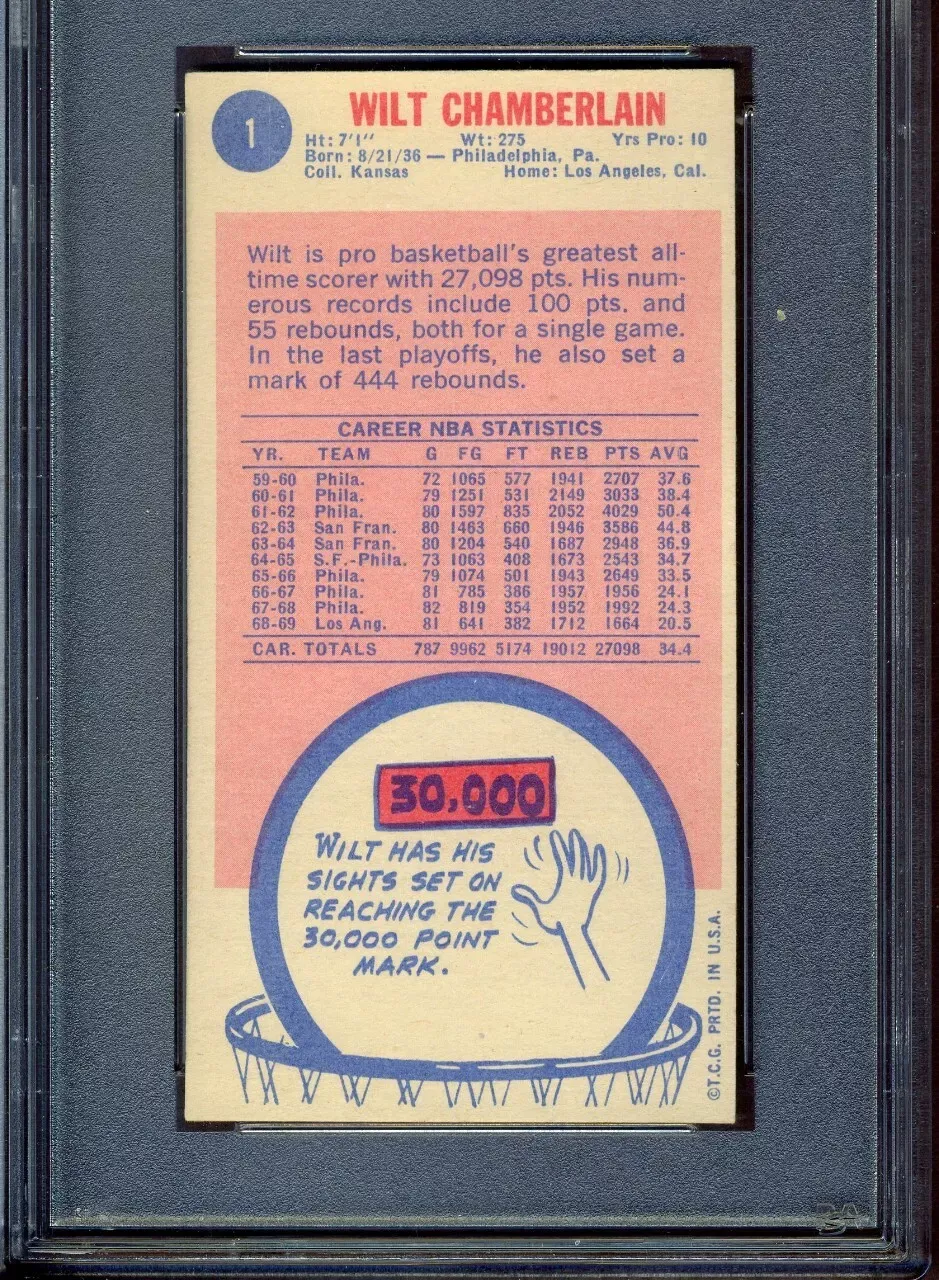 1
WILT CHAMBERLAIN
Ht: 7'1'' Wt: 275 Yrs Pro: 10
Born: 8/21/36 — Philadelphia, Pa.
Coll. Kansas Home: Los Angeles, Cal.
Wilt is pro basketball's greatest all-
time scorer with 27,098 pts. His num-
erous records include 100 pts. and
55 rebounds, both for a single game.
In the last playoffs, he also set a
mark of 444 rebounds.
CAREER NBA STATISTICS
YR. TEAM G FG FT REB PTS AVG
59-60 Phila. 72 1065 577 1941 2707 37.6
60-61 Phila. 79 1251 531 2149 3033 38.4
61-62 Phila. 80 1597 835 2052 4029 50.4
62-63 San Fran. 80 1463 660 1946 3586 44.8
63-64 San Fran. 80 1204 540 1687 2948 36.9
64-65 S.F.-Phila. 73 1063 408 1673 2543 34.7
65-66 Phila. 79 1074 501 1943 2649 33.5
66-67 Phila. 81 785 386 1957 1956 24.1
67-68 Phila. 82 819 354 1952 1992 24.3
68-69 Los Ang. 81 641 382 1712 1664 20.5
CAR. TOTALS 787 9962 5174 19012 27098 34.4
30,000
WILT HAS HIS
SIGHTS SET ON
REACHING THE
30,000 POINT
MARK.
©T.C.G. PRTD. IN U.S.A.
PSA